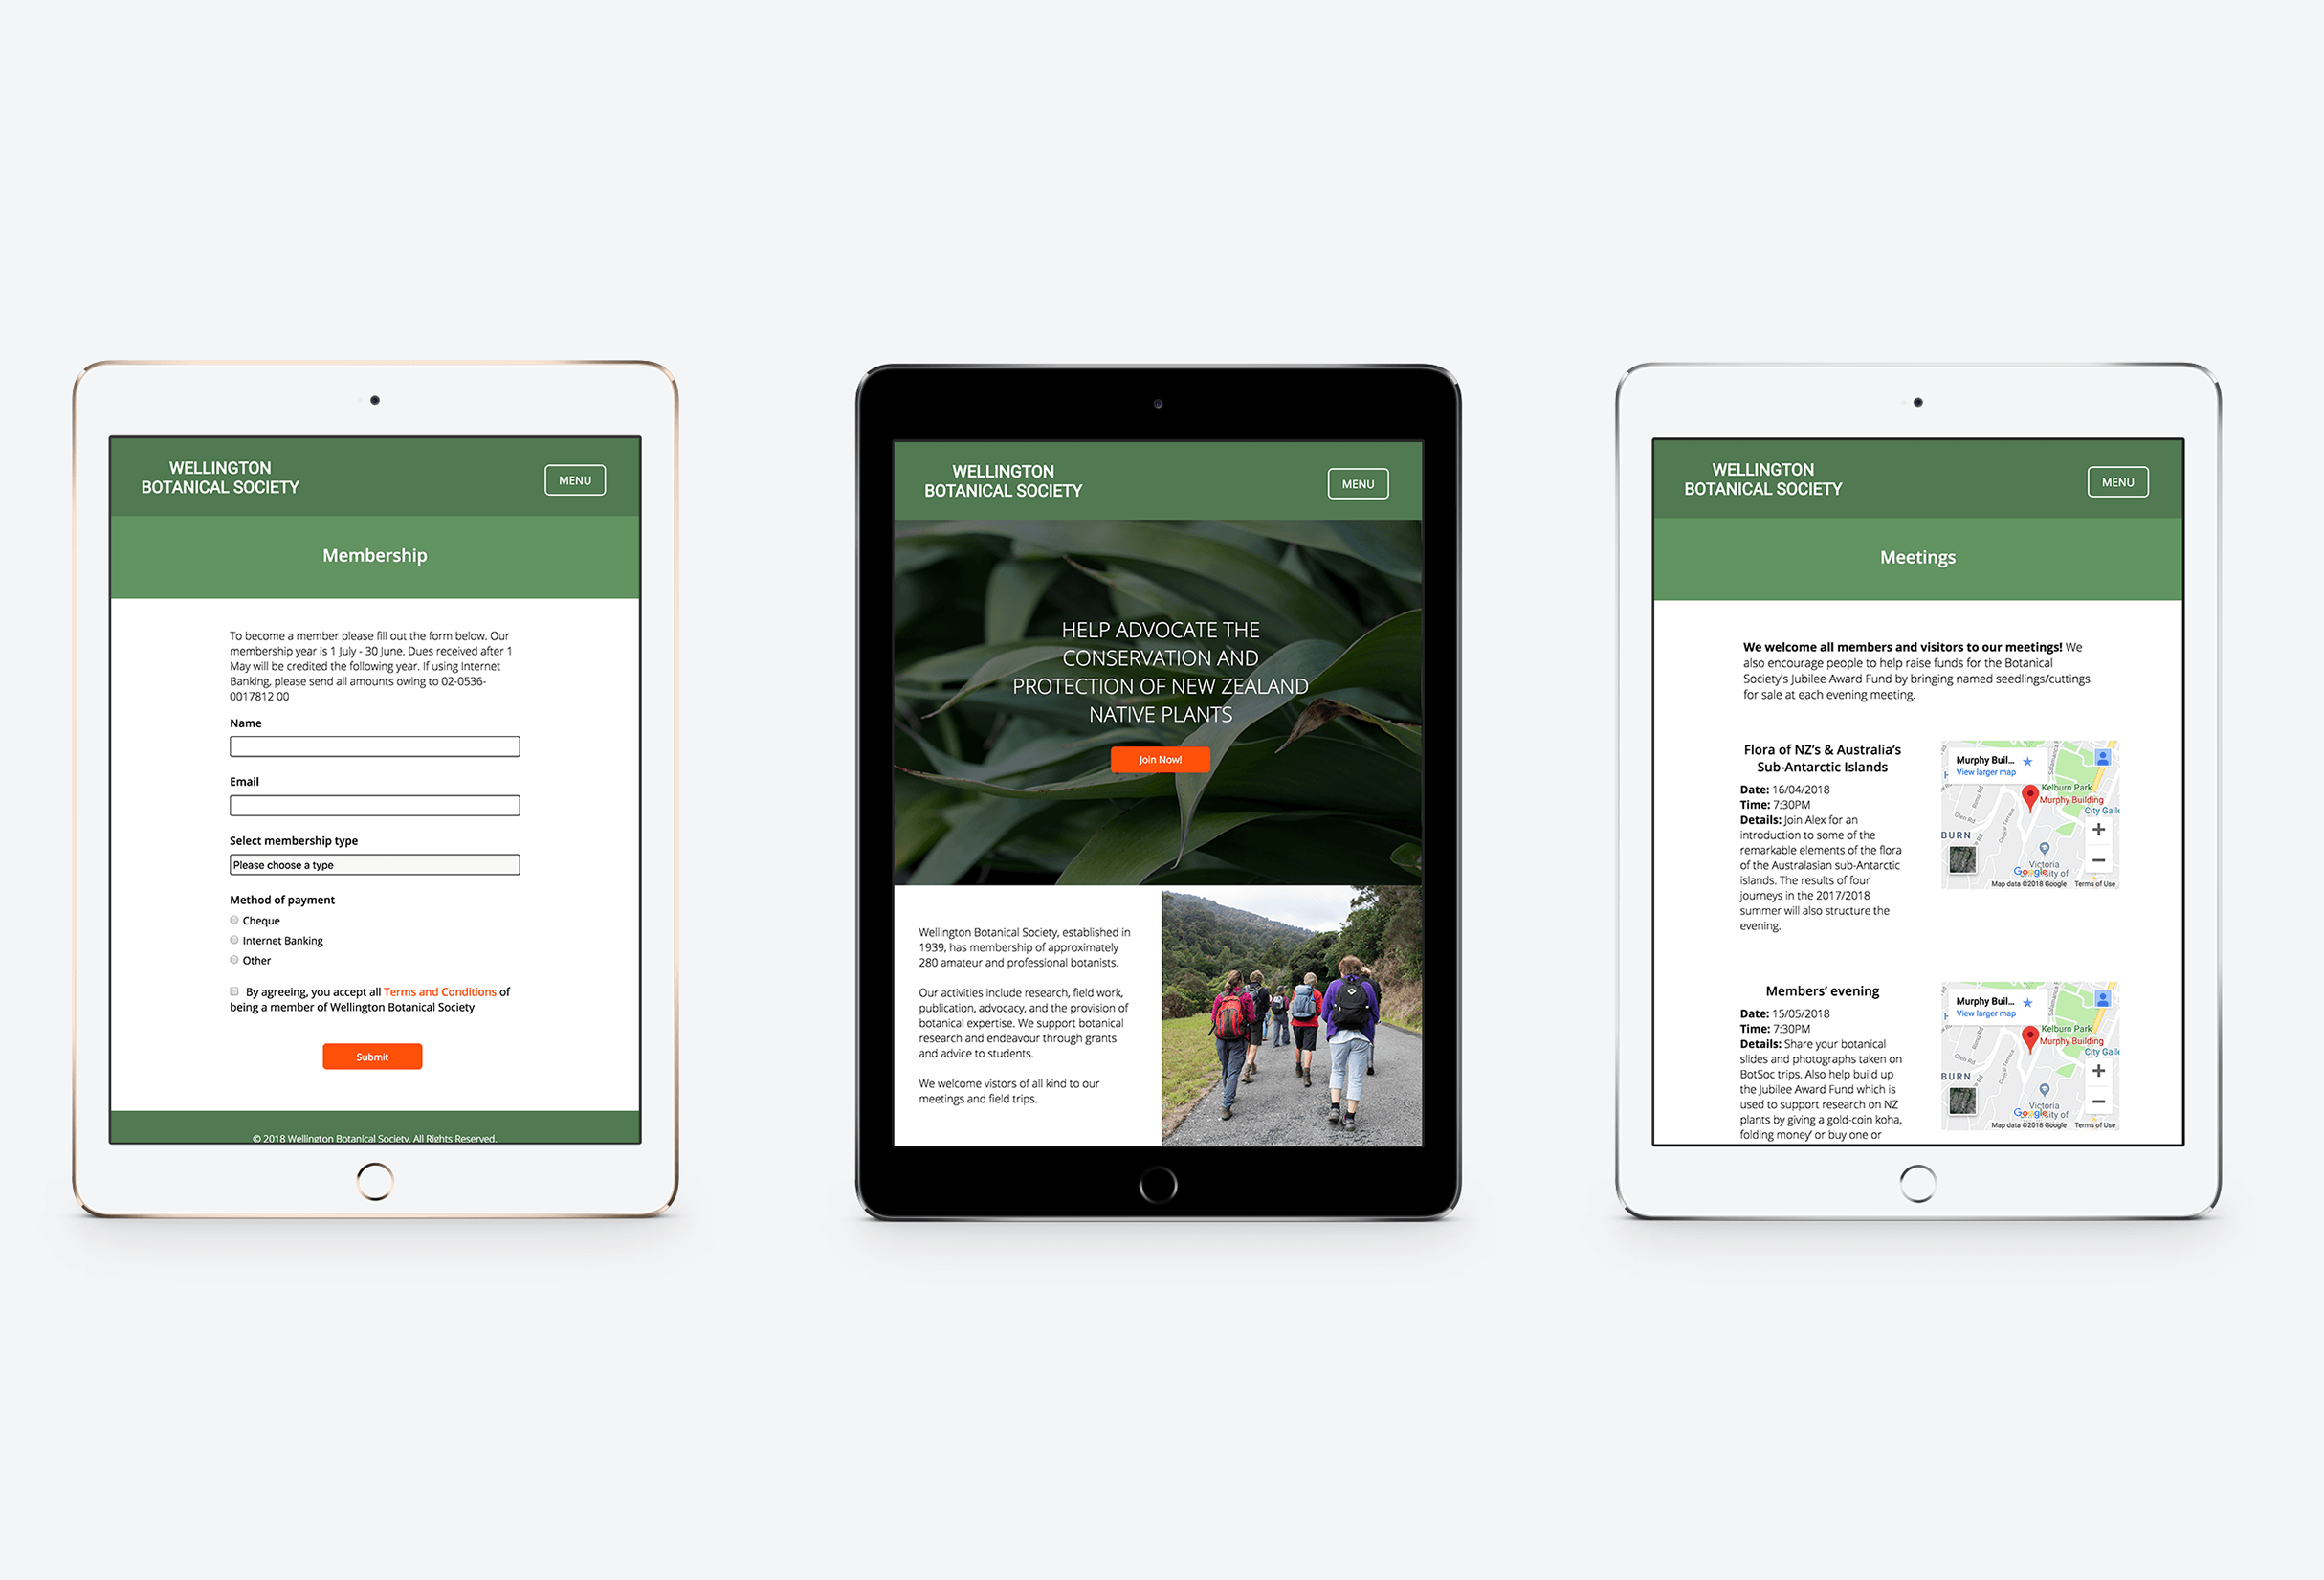 WELLINGTON
BOTANICAL SOCIETY
MENU
Membership
To become a member please fill out the form below. Our
membership year is 1 July - 30 June. Dues received after 1
May will be credited the following year. If using Internet
Banking, please send all amounts owing to 02-0536-
0017812 00
Name
Email
Select membership type
Please choose a type
Method of payment
Cheque
Internet Banking
Other
By agreeing, you accept all Terms and Conditions of
being a member of Wellington Botanical Society
Submit
© 2018 Wellington Botanical Society. All Rights Reserved.
WELLINGTON
BOTANICAL SOCIETY
MENU
HELP ADVOCATE THE
CONSERVATION AND
PROTECTION OF NEW ZEALAND
NATIVE PLANTS
Join Now!
Wellington Botanical Society, established in
1939, has membership of approximately
280 amateur and professional botanists.
Our activities include research, field work,
publication, advocacy, and the provision of
botanical expertise. We support botanical
research and endeavour through grants
and advice to students.
We welcome vistors of all kind to our
meetings and field trips.
WELLINGTON
BOTANICAL SOCIETY
MENU
Meetings
We welcome all members and visitors to our meetings! We
also encourage people to help raise funds for the Botanical
Society's Jubilee Award Fund by bringing named seedlings/cuttings
for sale at each evening meeting.
Flora of NZ's & Australia's
Sub-Antarctic Islands
Date: 16/04/2018
Time: 7:30PM
Details: Join Alex for an
introduction to some of the
remarkable elements of the flora
of the Australasian sub-Antarctic
islands. The results of four
journeys in the 2017/2018
summer will also structure the
evening.
Murphy Buil...
View larger map
Kelburn Park
Murphy Building
City Galle
Glen Rd
BURN
Victoria
Google
ity of
Map data ©2018 Google Terms of Use
Members' evening
Date: 15/05/2018
Time: 7:30PM
Details: Share your botanical
slides and photographs taken on
BotSoc trips. Also help build up
the Jubilee Award Fund which is
used to support research on NZ
plants by giving a gold-coin koha,
folding money' or buy one or
Murphy Buil...
View larger map
Kelburn Park
Murphy Building
City Galle
Glen Rd
BURN
Victoria
Google
ity of
Map data ©2018 Google Terms of Use